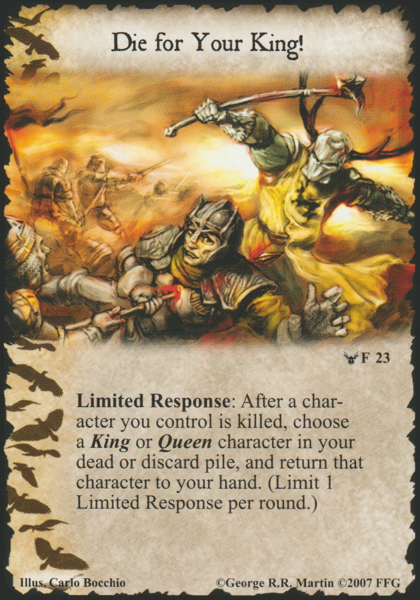 Die for Your King!
F 23
Limited Response: After a char-
acter you control is killed, choose
a King or Queen character in your
dead or discard pile, and return that
character to your hand. (Limit 1
Limited Response per round.)
Illus. Carlo Bocchio ©George R.R. Martin ©2007 FFG